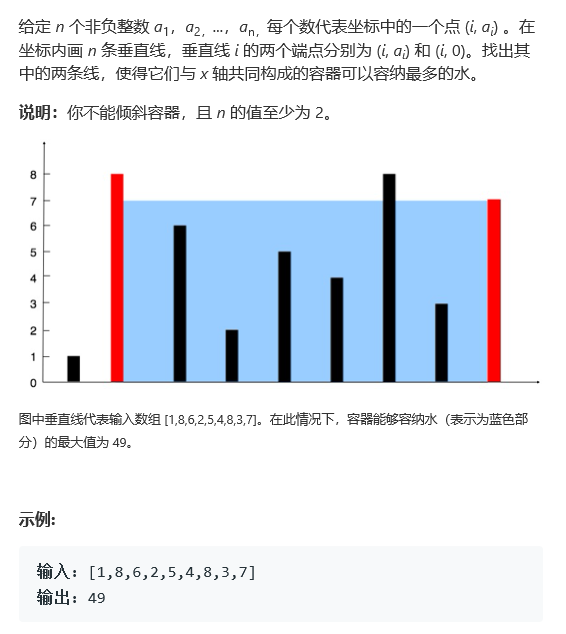 给定 n 个非负整数 a1，a2，...，an，每个数代表坐标中的一个点 (i, ai) 。在
坐标内画 n 条垂直线，垂直线 i 的两个端点分别为 (i, ai) 和 (i, 0)。找出其
中的两条线，使得它们与 x 轴共同构成的容器可以容纳最多的水。
说明：你不能倾斜容器，且 n 的值至少为 2。
8
7
6
5
4
3
2
1
0
图中垂直线代表输入数组 [1,8,6,2,5,4,8,3,7]。在此情况下，容器能够容纳水（表示为蓝色部
分）的最大值为 49。
示例:
输入: [1,8,6,2,5,4,8,3,7]
输出: 49